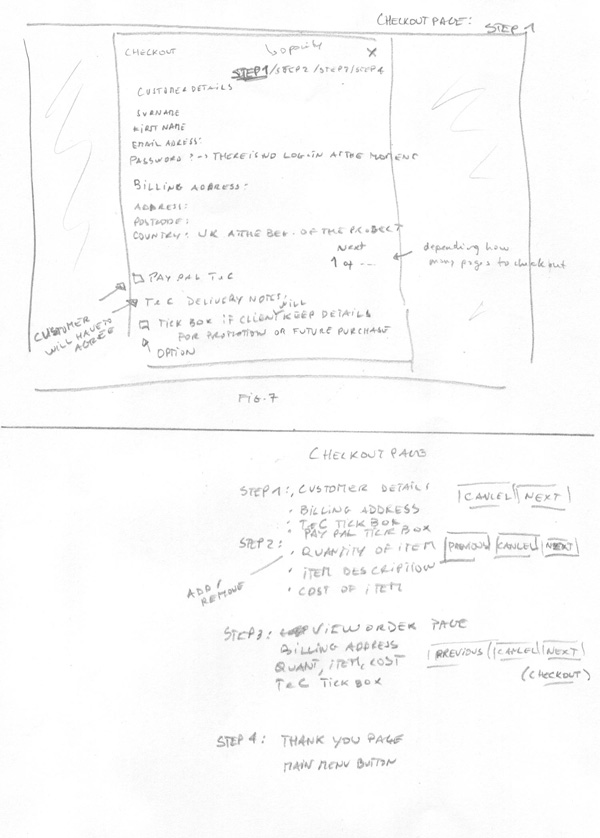 CHECKOUT PAGE: STEP 1
CHECKOUT X
STEP1/STEP2/STEP3/STEP4
CUSTOMER DETAILS
SURNAME
FIRST NAME
EMAIL ADRESS:
PASSWORD? → THERE IS NO LOG-IN AT THE MOMENT
BILLING ADDRESS:
ADDRESS:
POSTCODE:
COUNTRY: UK AT THE BEG. OF THE PROJECT
Next
1 of ---
depending how
many pages to checkout
PAY PAL T&C
T&C DELIVERY NOTES,
TICK BOX IF CLIENT WILL KEEP DETAILS
FOR PROMOTION OR FUTURE PURCHASE
OPTION
CUSTOMER
WILL HAVE TO
AGREE
FIG. 7
CHECKOUT PAGE
STEP 1: CUSTOMER DETAILS CANCEL NEXT
• BILLING ADDRESS
• T&C TICK BOX
• PAY PAL TICK BOX
STEP 2: • QUANTITY OF ITEM PREVIOUS CANCEL NEXT
• ITEM DESCRIPTION
• COST OF ITEM
ADD/
REMOVE
STEP 3: VIEW ORDER PAGE
BILLING ADDRESS PREVIOUS CANCEL NEXT
QUANT, ITEM, COST
(CHECKOUT)
T&C TICK BOX
STEP 4: THANK YOU PAGE
MAIN MENU BUTTON